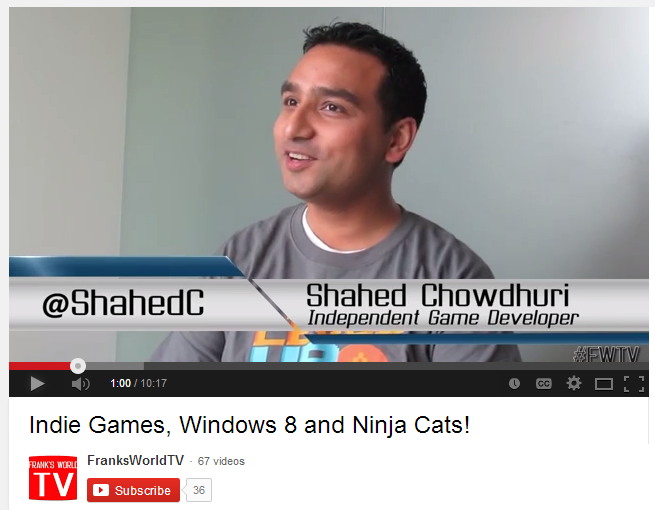 @ShahedC
Shahed Chowdhuri
Independent Game Developer
#FWTV
1:00 / 10:17
CC
Indie Games, Windows 8 and Ninja Cats!
FRANK'S WORLD
TV
FranksWorldTV · 67 videos
Subscribe
36